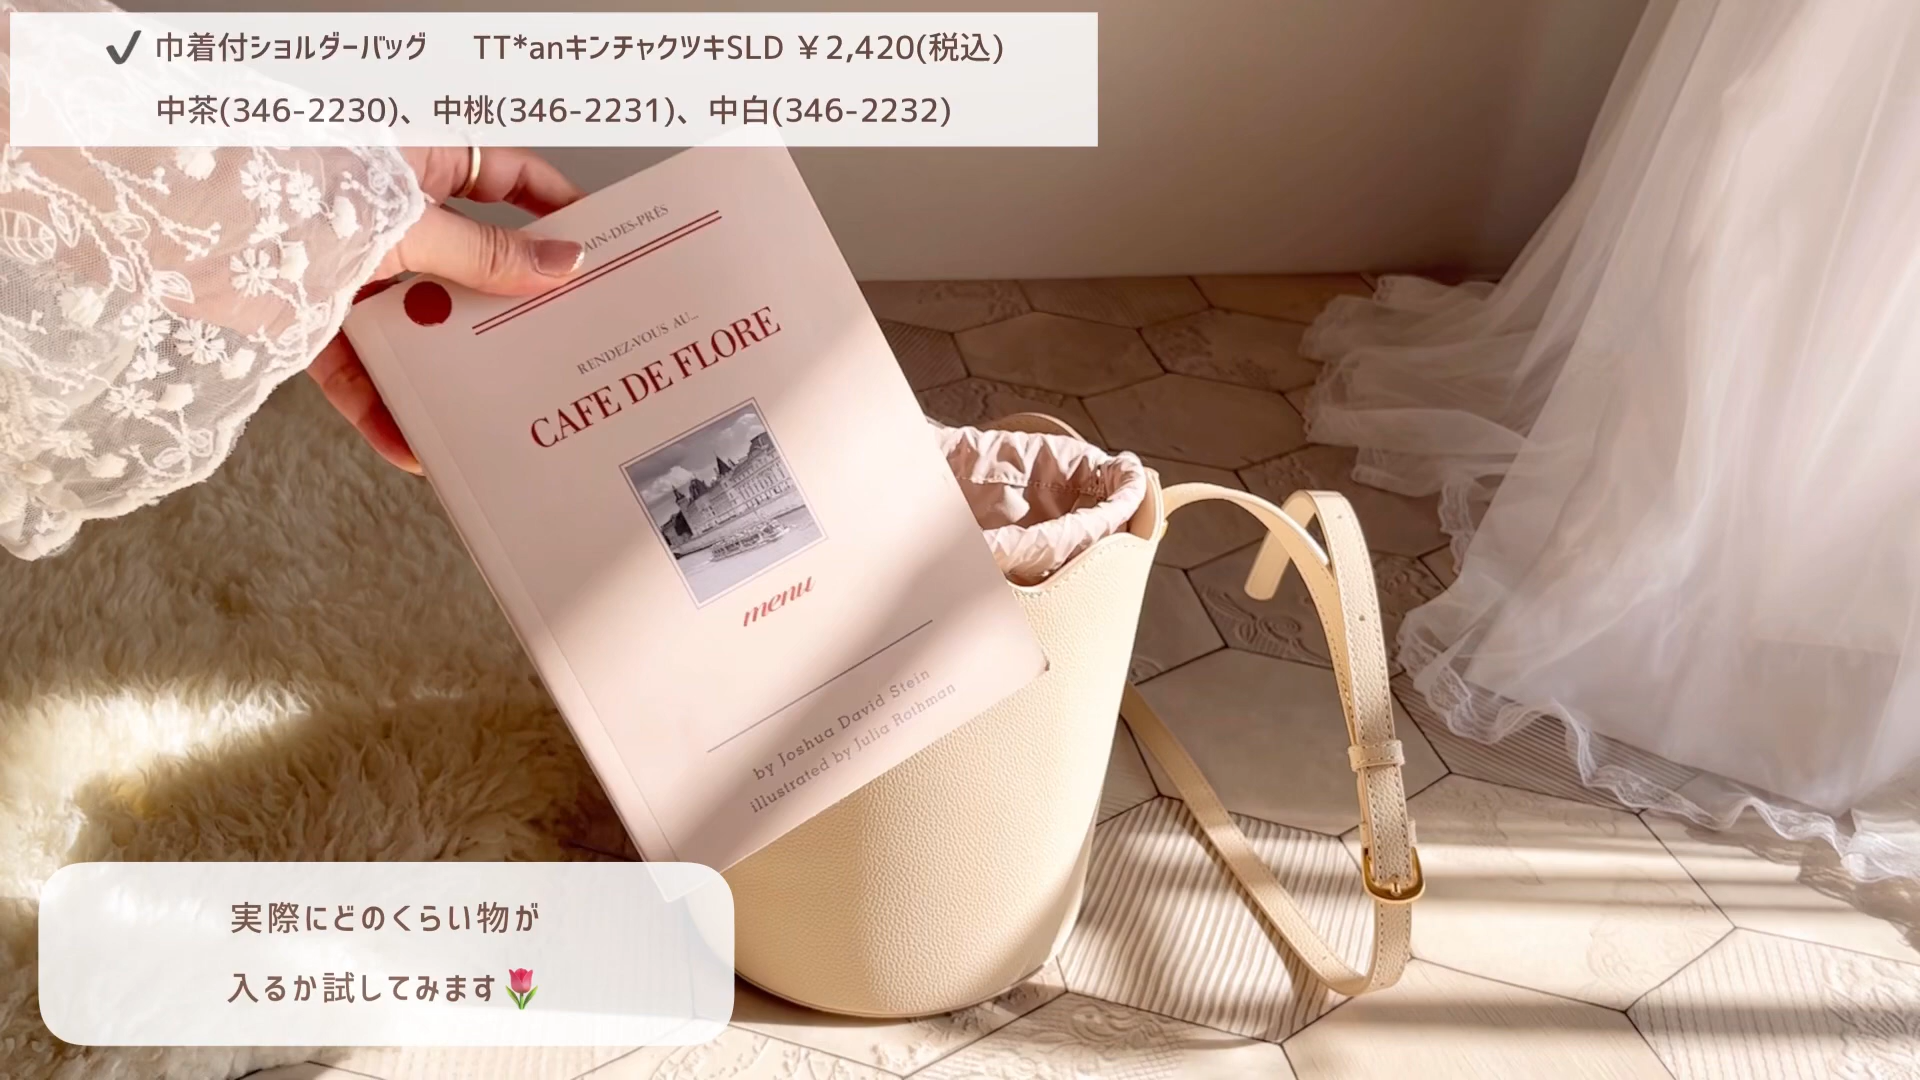 ✔巾着付ショルダーバッグ TT*anキンチャクツキSLD ¥2,420(税込)
中茶(346-2230)、中桃(346-2231)、中白(346-2232)
AIN-DES-PRÉS
RENDEZ-VOUS AU...
CAFE DE FLORE
menu
by Joshua David Stein
illustrated by Julia Rothman
実際にどのくらい物が
入るか試してみます🌷